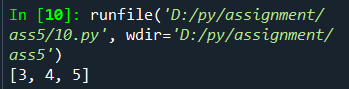 In [10]: runfile('D:/py/assignment/
ass5/10.py', wdir='D:/py/assignment/
ass5')
[3, 4, 5]